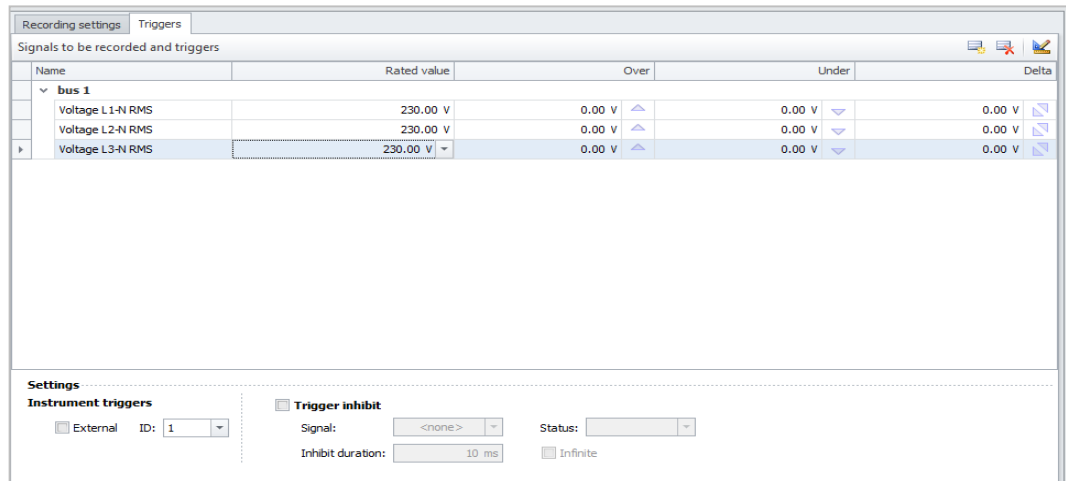 Recording settings Triggers
Signals to be recorded and triggers
Name Rated value Over Under Delta
bus 1
Voltage L1-N RMS 230.00 V 0.00 V 0.00 V 0.00 V
Voltage L2-N RMS 230.00 V 0.00 V 0.00 V 0.00 V
Voltage L3-N RMS 230.00 V 0.00 V 0.00 V 0.00 V
Settings
Instrument triggers Trigger inhibit
External ID: 1 Signal: <none> Status:
Inhibit duration: 10 ms Infinite